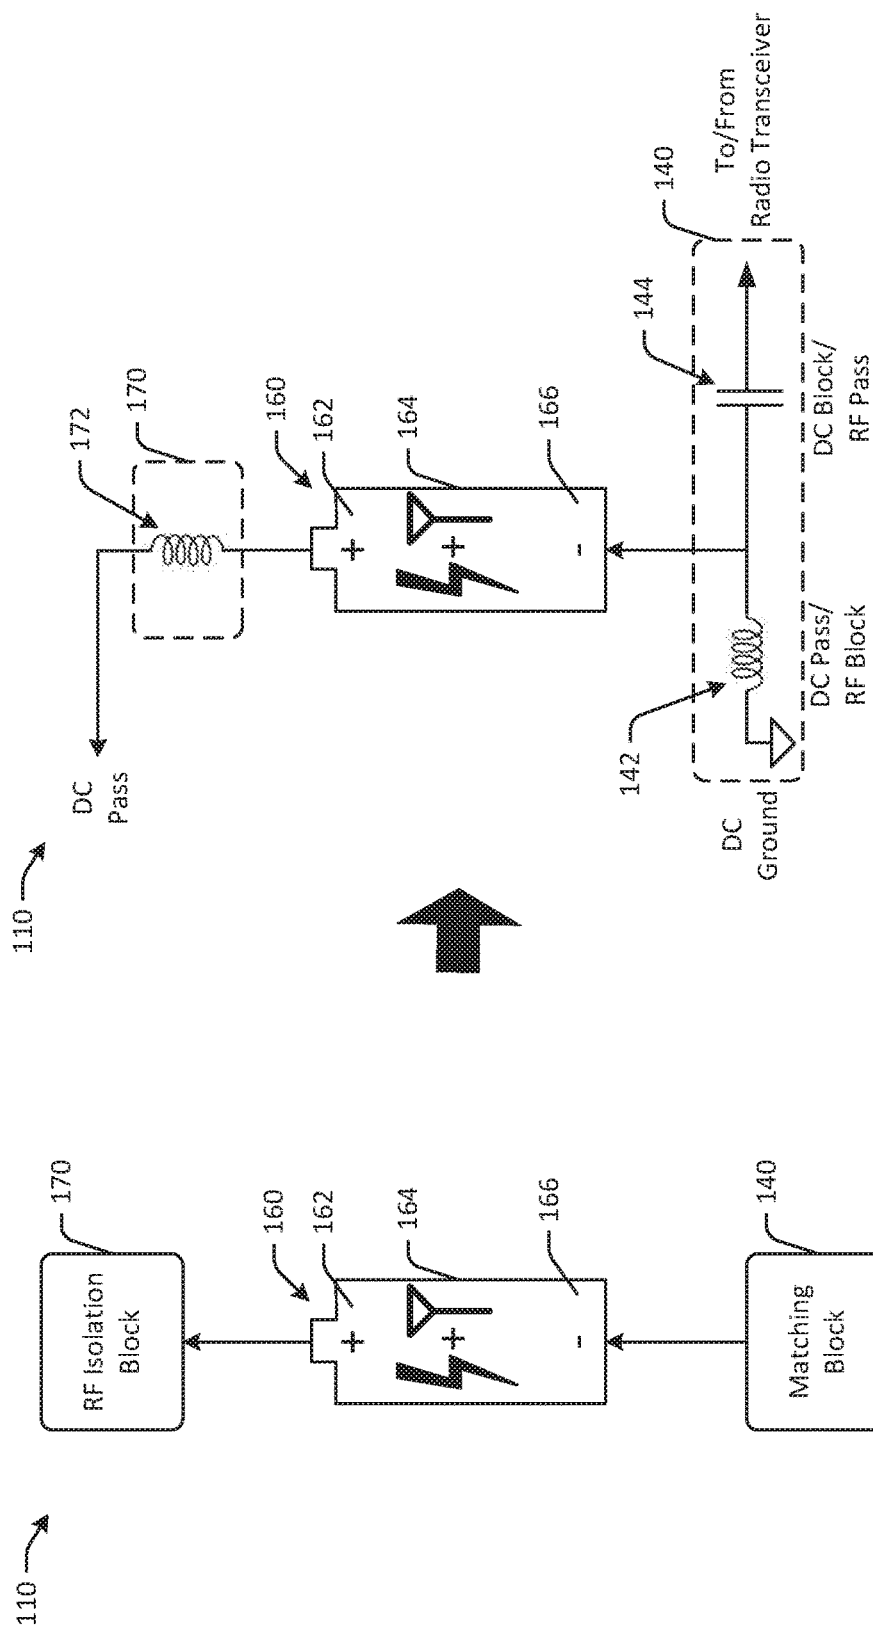 110
RF Isolation
Block
170
160
162
164
166
+
+
-
Matching
Block
140
110
DC
Pass
172
170
160
162
164
166
+
+
-
142
144
140
DC
Ground
DC Pass/
RF Block
DC Block/
RF Pass
To/From
Radio Transceiver